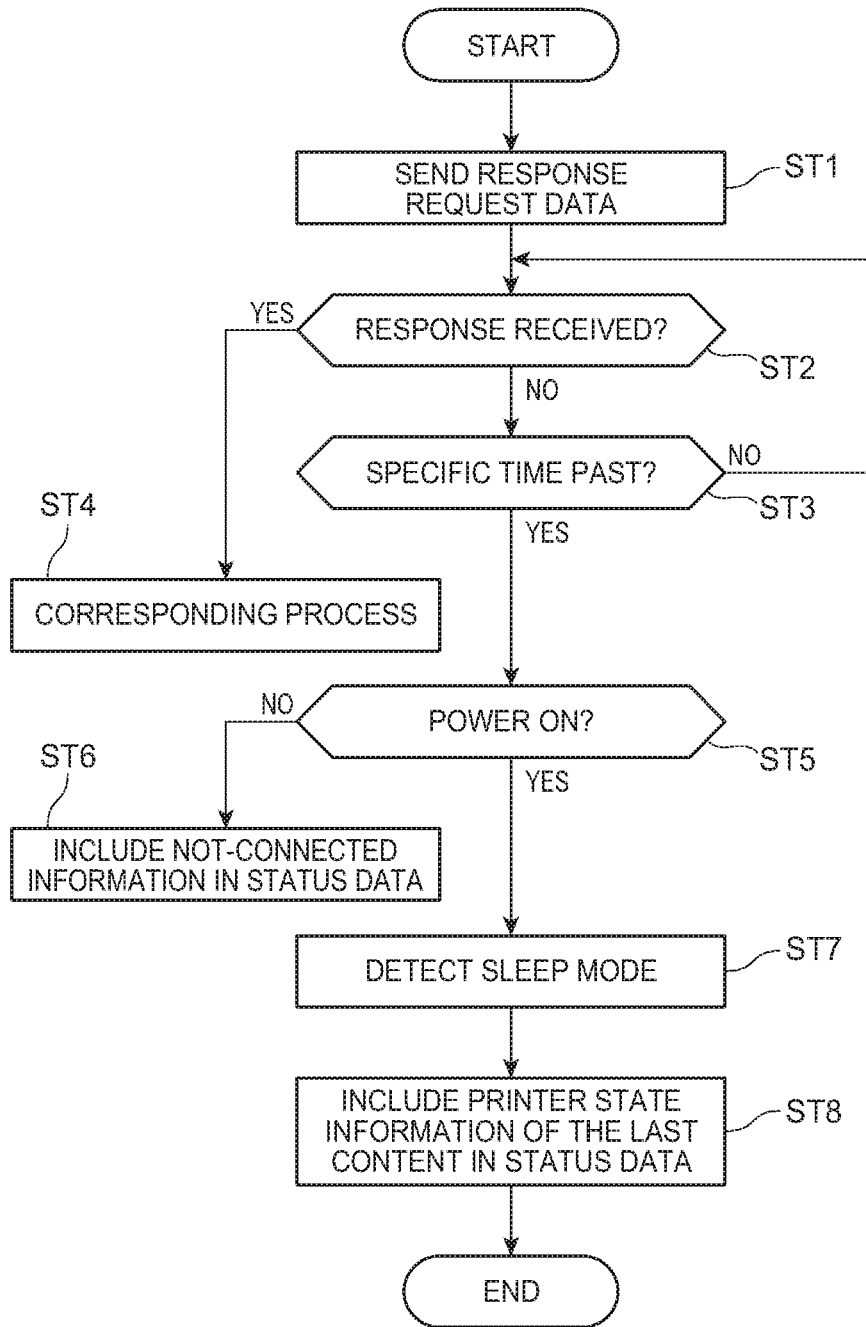 START
SEND RESPONSE
REQUEST DATA
ST1
YES
RESPONSE RECEIVED?
ST2
NO
SPECIFIC TIME PAST?
NO
ST3
ST4
YES
CORRESPONDING PROCESS
NO
POWER ON?
ST5
ST6
YES
INCLUDE NOT-CONNECTED
INFORMATION IN STATUS DATA
DETECT SLEEP MODE
ST7
INCLUDE PRINTER STATE
INFORMATION OF THE LAST
CONTENT IN STATUS DATA
ST8
END